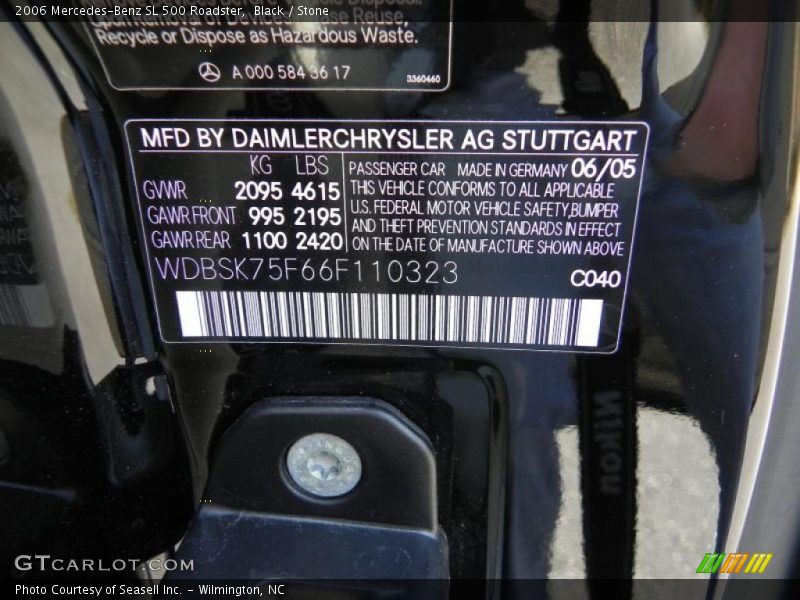 2006 Mercedes-Benz SL 500 Roadster, Black / Stone
Recycle or Dispose as Hazardous Waste.
A 000 584 36 17
3360460
MFD BY DAIMLERCHRYSLER AG STUTTGART
KG LBS
GVWR 2095 4615
GAWR FRONT 995 2195
GAWR REAR 1100 2420
PASSENGER CAR MADE IN GERMANY 06/05
THIS VEHICLE CONFORMS TO ALL APPLICABLE
U.S. FEDERAL MOTOR VEHICLE SAFETY,BUMPER
AND THEFT PREVENTION STANDARDS IN EFFECT
ON THE DATE OF MANUFACTURE SHOWN ABOVE
WDBSK75F66F110323
C040
GTCARLOT.COM
Photo Courtesy of Seasell Inc. - Wilmington, NC